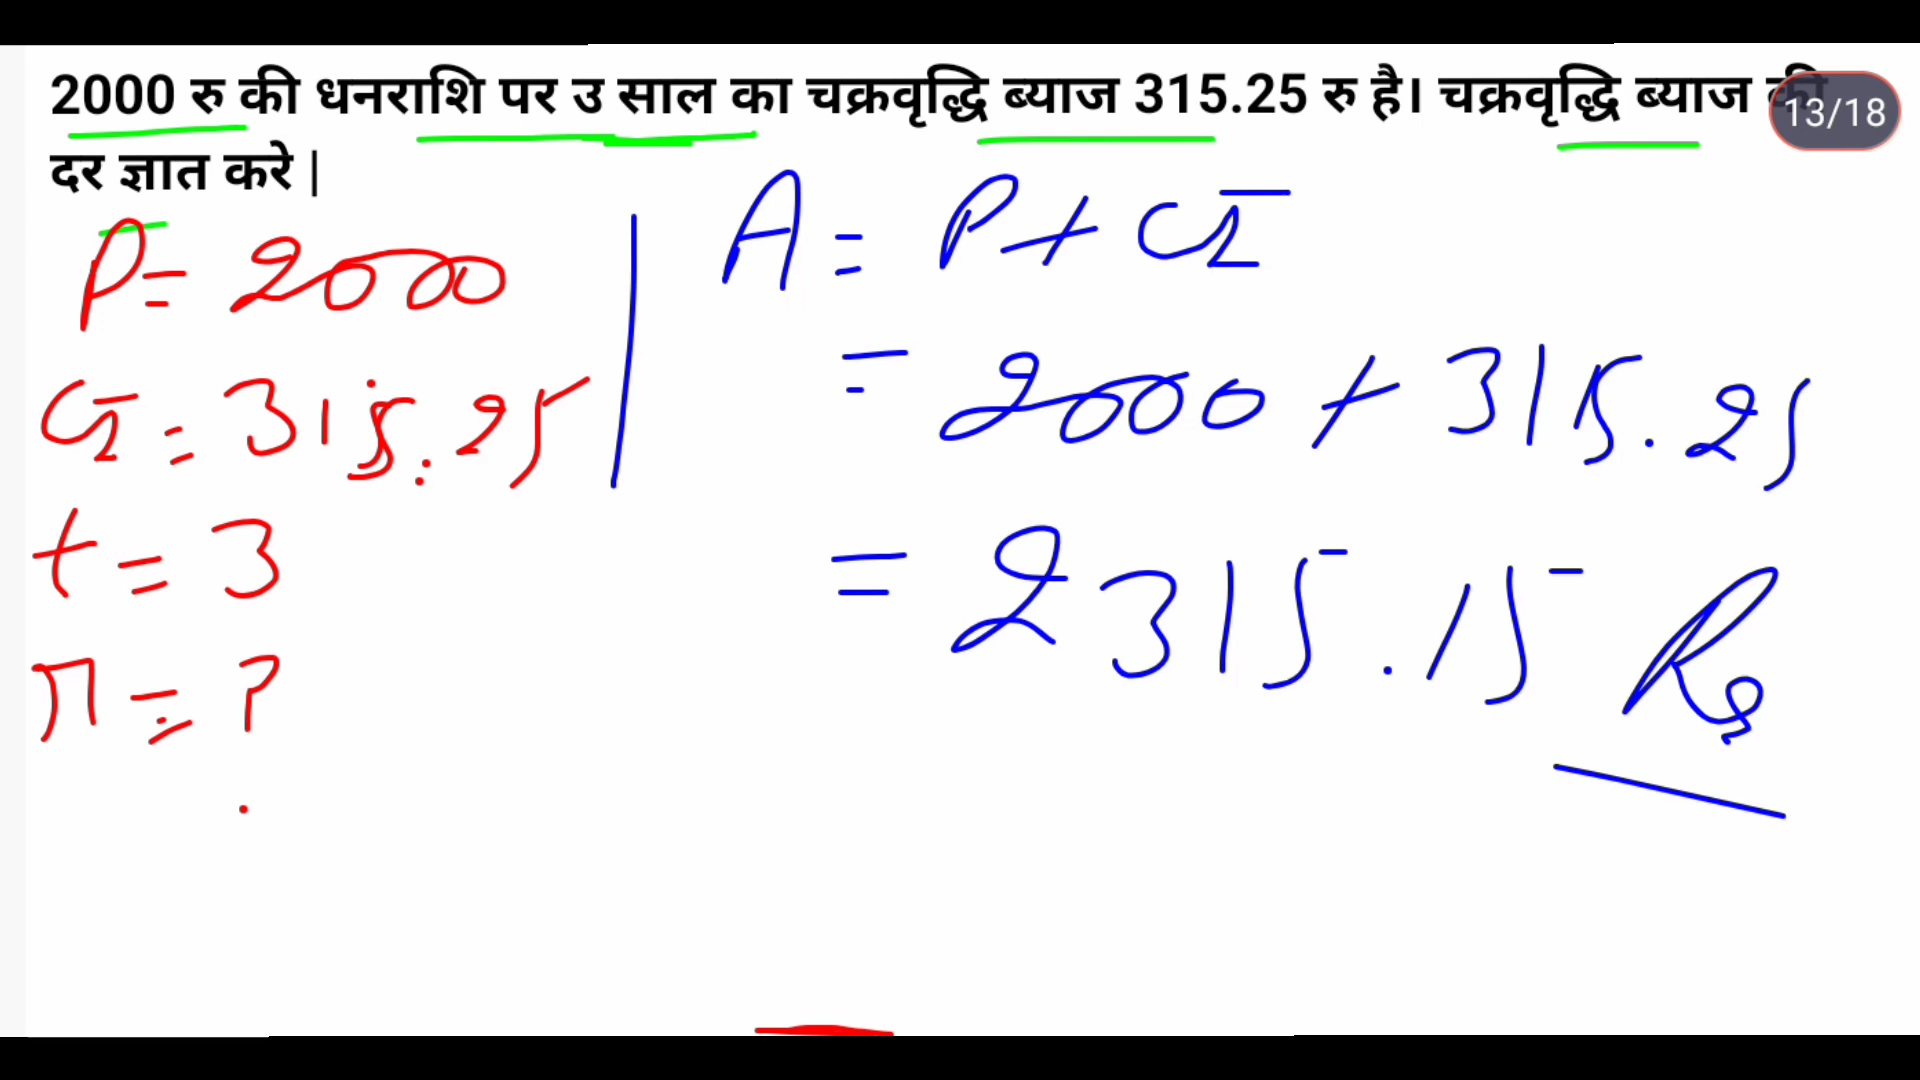 2000 रु की धनराशि पर उ साल का चक्रवृद्धि ब्याज 315.25 रु है। चक्रवृद्धि ब्याज की
13/18
दर ज्ञात करे |
P = 2000
A = P + CI
CI = 315.25
= 2000 + 315.25
t = 3
= 2315.15 Rs
r = ?